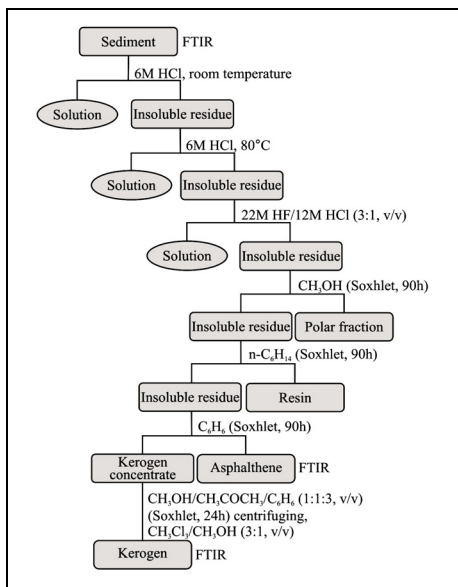 Sediment FTIR
6M HCl, room temperature
Solution Insoluble residue
6M HCl, 80°C
Solution Insoluble residue
22M HF/12M HCl (3:1, v/v)
Solution Insoluble residue
CH₃OH (Soxhlet, 90h)
Insoluble residue Polar fraction
n-C₆H₁₄ (Soxhlet, 90h)
Insoluble residue Resin
C₆H₆ (Soxhlet, 90h)
Kerogen
concentrate Asphalthene FTIR
CH₃OH/CH₃COCH₃/C₆H₆ (1:1:3, v/v)
(Soxhlet, 24h) centrifuging,
CH₃Cl₃/CH₃OH (3:1, v/v)
Kerogen FTIR